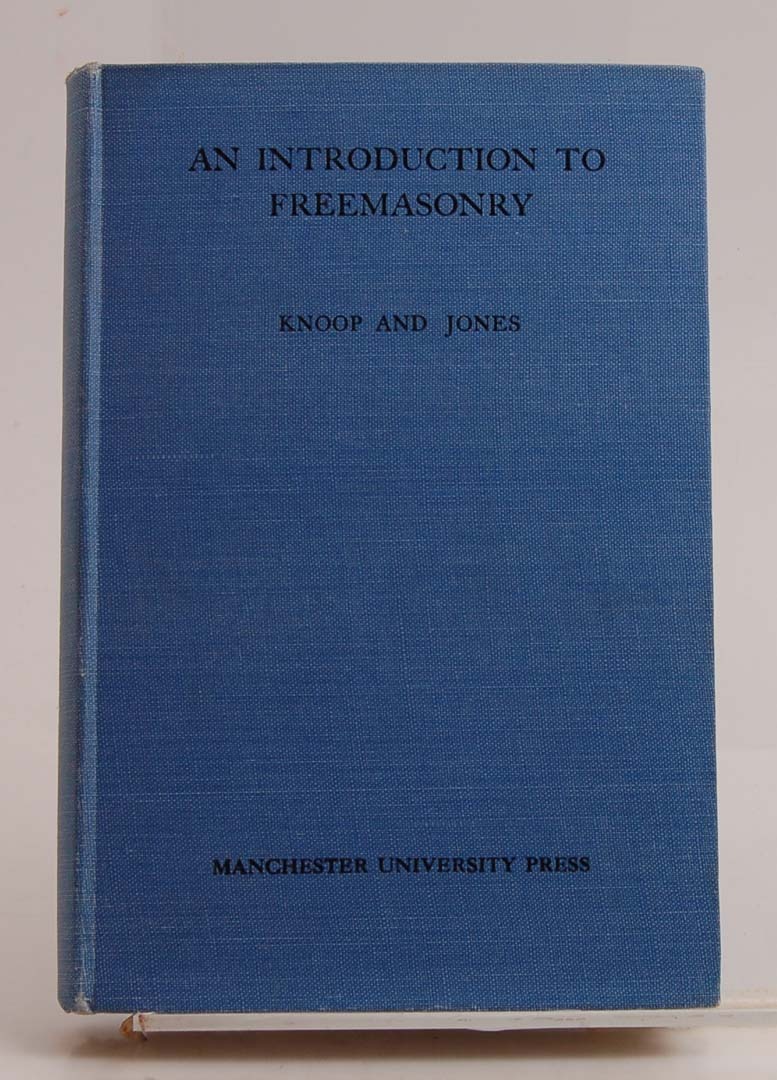 AN INTRODUCTION TO
FREEMASONRY
KNOOP AND JONES
MANCHESTER UNIVERSITY PRESS